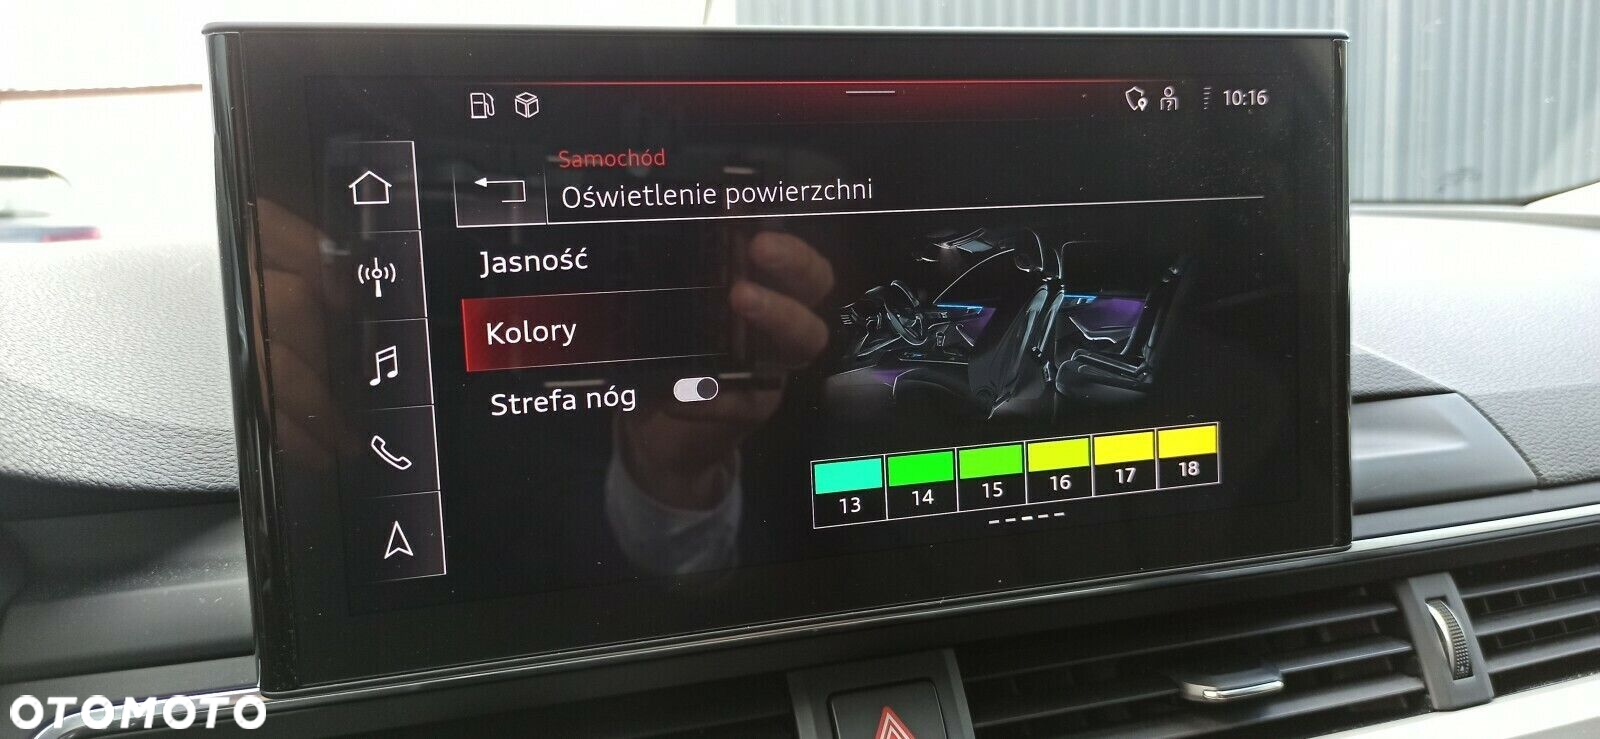 10:16
Samochód
Oświetlenie powierzchni
Jasność
Kolory
Strefa nóg
13 14 15 16 17 18
OTOMOTO